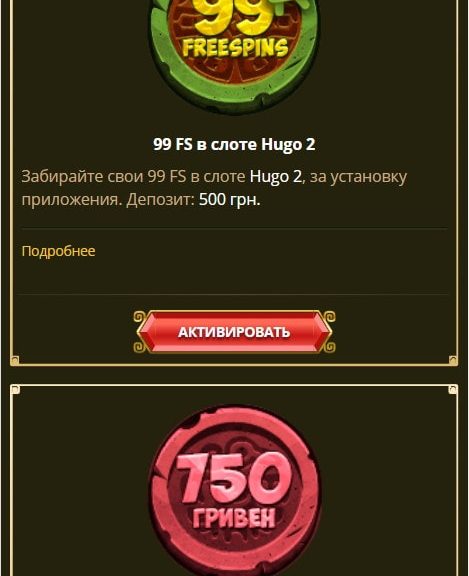 99
FREESPINS
99 FS в слоте Hugo 2
Забирайте свои 99 FS в слоте Hugo 2, за установку
приложения. Депозит: 500 грн.
Подробнее
АКТИВИРОВАТЬ
750
ГРИВЕН